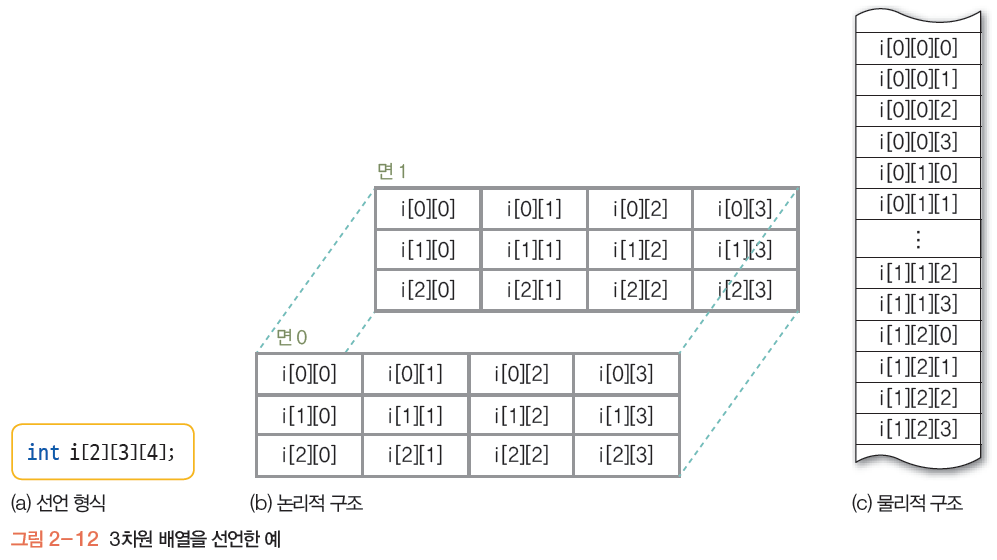 int i[2][3][4];
(a) 선언 형식
면 1
i[0][0] i[0][1] i[0][2] i[0][3]
i[1][0] i[1][1] i[1][2] i[1][3]
i[2][0] i[2][1] i[2][2] i[2][3]
면 0
i[0][0] i[0][1] i[0][2] i[0][3]
i[1][0] i[1][1] i[1][2] i[1][3]
i[2][0] i[2][1] i[2][2] i[2][3]
(b) 논리적 구조
i[0][0][0]
i[0][0][1]
i[0][0][2]
i[0][0][3]
i[0][1][0]
i[0][1][1]
⋮
i[1][1][2]
i[1][1][3]
i[1][2][0]
i[1][2][1]
i[1][2][2]
i[1][2][3]
(c) 물리적 구조
그림 2-12 3차원 배열을 선언한 예